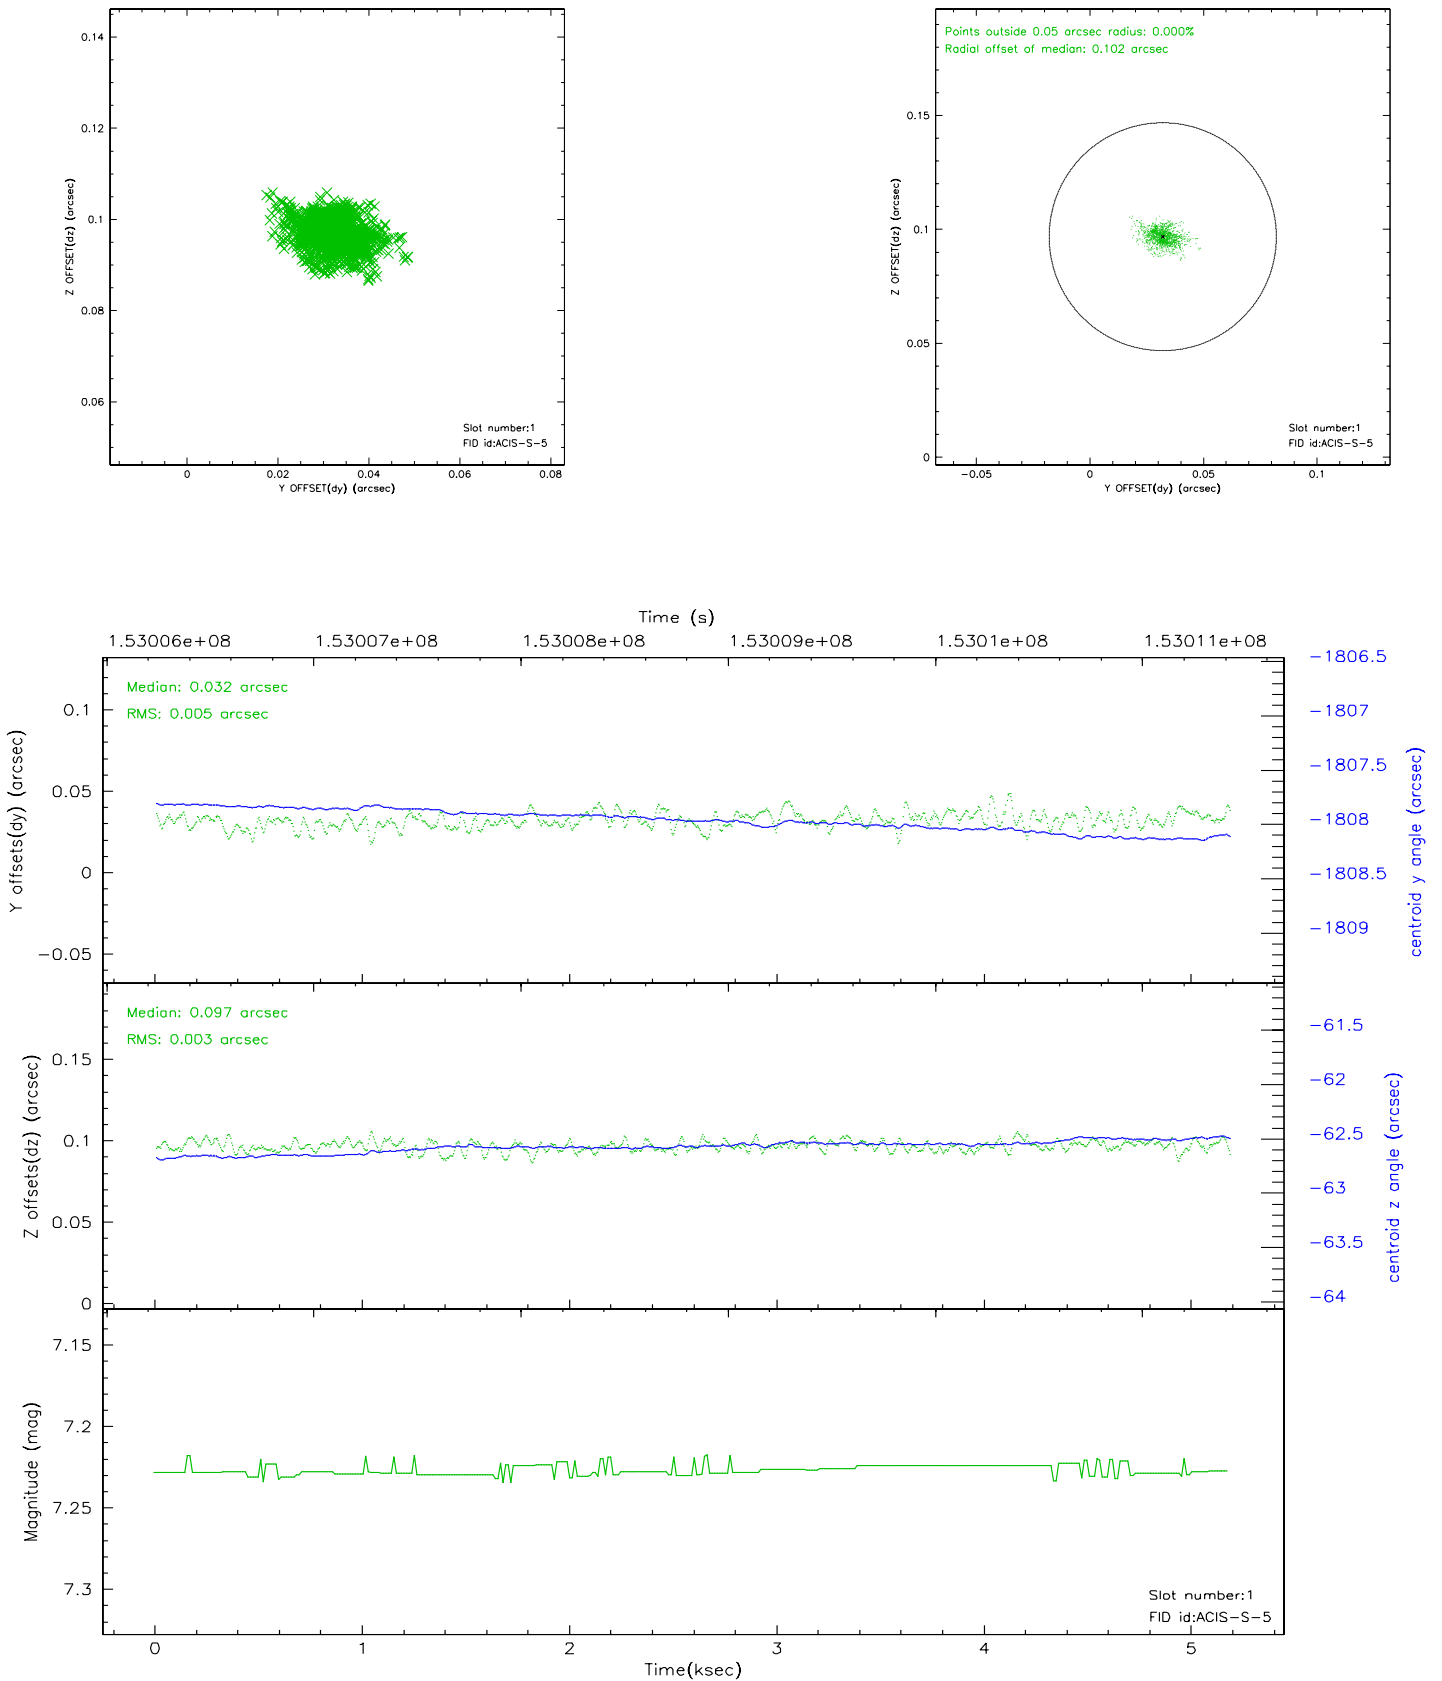 0.14
0.12
0.1
0.08
0.06
Z OFFSET(dz) (arcsec)
Slot number:1
FID id:ACIS-S-5
0 0.02 0.04 0.06 0.08
Y OFFSET(dy) (arcsec)
Points outside 0.05 arcsec radius: 0.000%
Radial offset of median: 0.102 arcsec
0.15
0.1
0.05
0
Z OFFSET(dz) (arcsec)
Slot number:1
FID id:ACIS-S-5
-0.05 0 0.05 0.1
Y OFFSET(dy) (arcsec)
Time (s)
1.53006e+08 1.53007e+08 1.53008e+08 1.53009e+08 1.5301e+08 1.53011e+08
Median: 0.032 arcsec
RMS: 0.005 arcsec
0.1
0.05
0
-0.05
Y offsets(dy) (arcsec)
-1806.5
-1807
-1807.5
-1808
-1808.5
-1809
centroid y angle (arcsec)
Median: 0.097 arcsec
RMS: 0.003 arcsec
0.15
0.1
0.05
0
Z offsets(dz) (arcsec)
-61.5
-62
-62.5
-63
-63.5
-64
centroid z angle (arcsec)
7.15
7.2
7.25
7.3
Magnitude (mag)
Slot number:1
FID id:ACIS-S-5
0 1 2 3 4 5
Time(ksec)